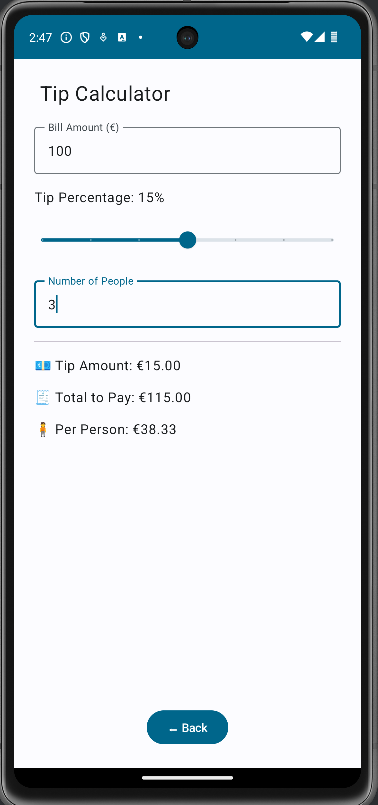 2:47
Tip Calculator
Bill Amount (€)
100
Tip Percentage: 15%
Number of People
3
Tip Amount: €15.00
Total to Pay: €115.00
Per Person: €38.33
Back